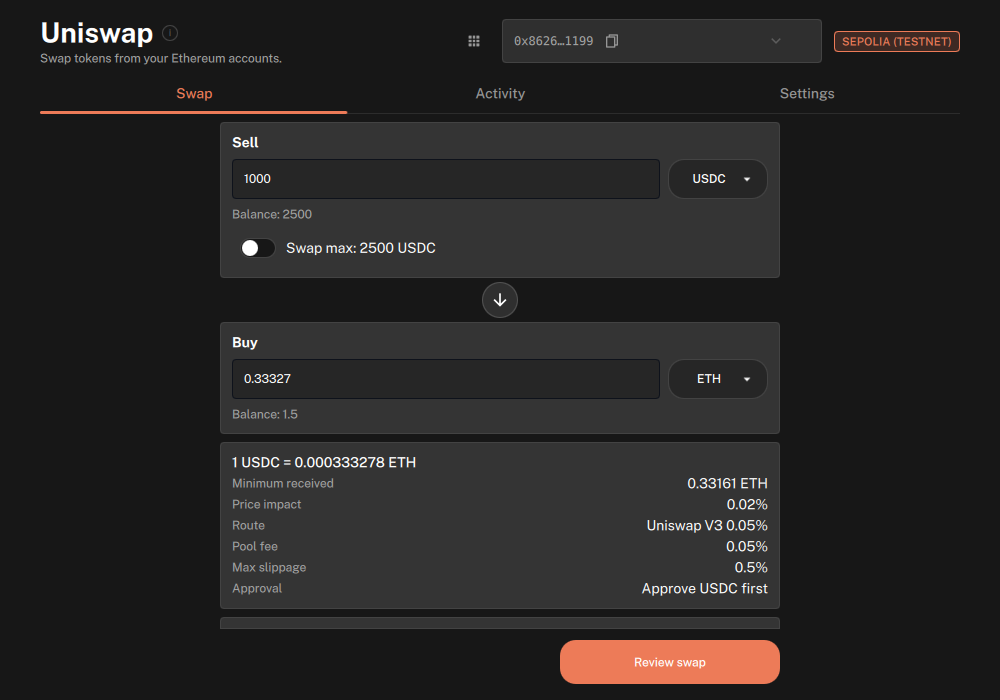 Uniswap
Swap tokens from your Ethereum accounts.
0x8626…1199
SEPOLIA (TESTNET)
Swap
Activity
Settings
Sell
1000
USDC
Balance: 2500
Swap max: 2500 USDC
Buy
0.33327
ETH
Balance: 1.5
1 USDC = 0.000333278 ETH
Minimum received 0.33161 ETH
Price impact 0.02%
Route Uniswap V3 0.05%
Pool fee 0.05%
Max slippage 0.5%
Approval Approve USDC first
Review swap